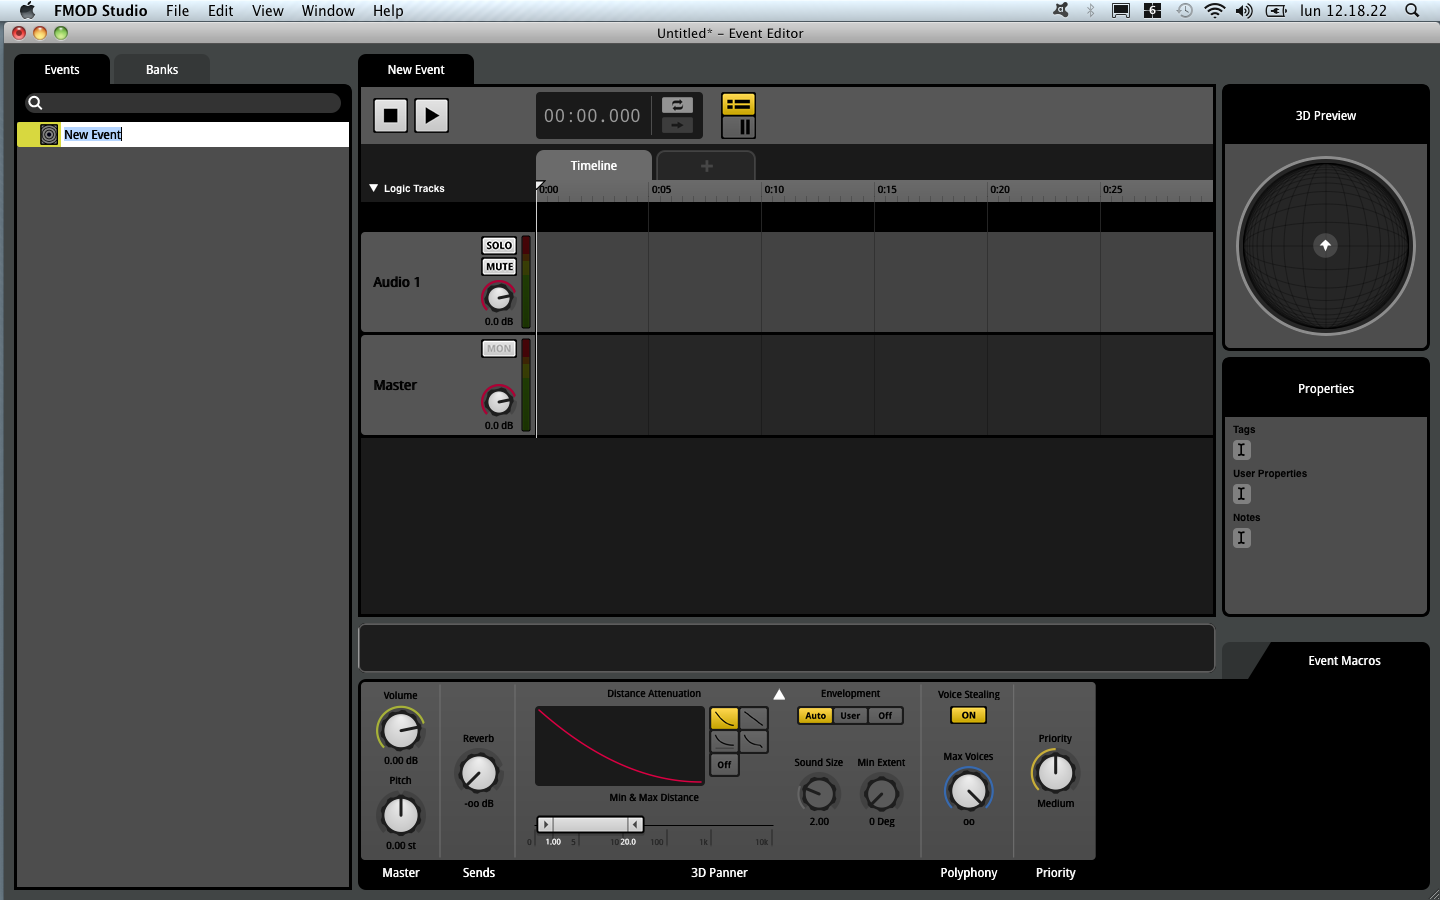 FMOD Studio File Edit View Window Help 6 lun 12.18.22
Untitled* – Event Editor
Events Banks
New Event
New Event
00:00.000
Timeline +
Logic Tracks
0:00 0:05 0:10 0:15 0:20 0:25
Audio 1
SOLO
MUTE
0.0 dB
Master
MON
0.0 dB
3D Preview
Properties
Tags
User Properties
Notes
Event Macros
Volume
0.00 dB
Pitch
0.00 st
Master
Reverb
-oo dB
Sends
Distance Attenuation
Off
Min & Max Distance
0 1.00 5 10 20.0 100 1k 10k
Envelopment
Auto User Off
Sound Size Min Extent
2.00 0 Deg
3D Panner
Voice Stealing
ON
Max Voices
oo
Polyphony
Priority
Medium
Priority